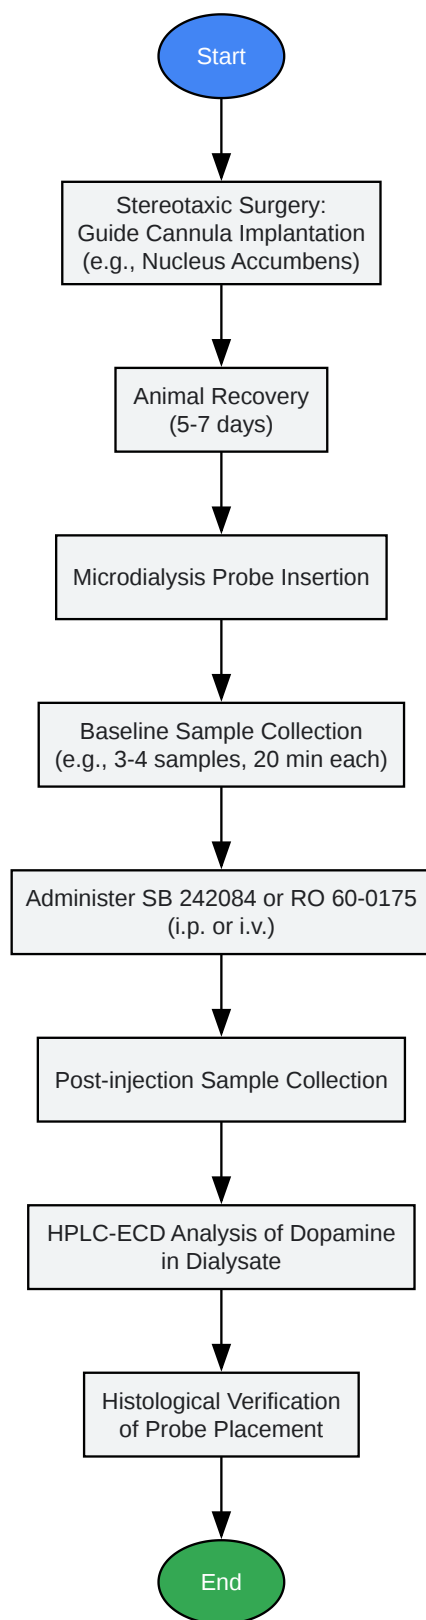 Start
Stereotaxic Surgery:
Guide Cannula Implantation
(e.g., Nucleus Accumbens)
Animal Recovery
(5-7 days)
Microdialysis Probe Insertion
Baseline Sample Collection
(e.g., 3-4 samples, 20 min each)
Administer SB 242084 or RO 60-0175
(i.p. or i.v.)
Post-injection Sample Collection
HPLC-ECD Analysis of Dopamine
in Dialysate
Histological Verification
of Probe Placement
End